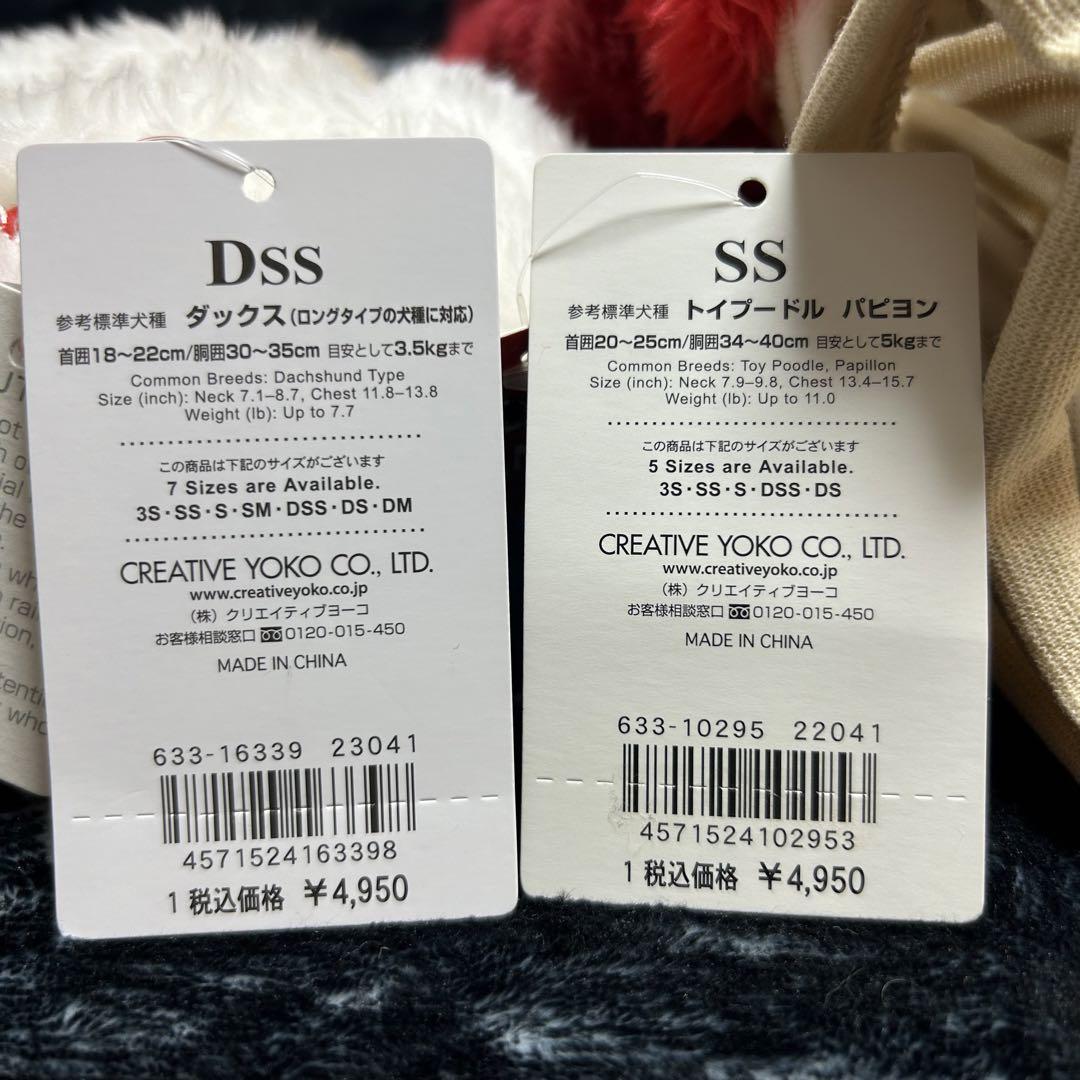 DSS
参考標準犬種 ダックス(ロングタイプの犬種に対応)
首囲18〜22cm/胴囲30〜35cm 目安として3.5kgまで
Common Breeds: Dachshund Type
Size (inch): Neck 7.1–8.7, Chest 11.8–13.8
Weight (lb): Up to 7.7
この商品は下記のサイズがございます
7 Sizes are Available.
3S・SS・S・SM・DSS・DS・DM
CREATIVE YOKO CO., LTD.
www.creativeyoko.co.jp
(株)クリエイティブヨーコ
お客様相談窓口 0120-015-450
MADE IN CHINA
633-16339 23041
4571524163398
1 税込価格 ¥4,950
SS
参考標準犬種 トイプードル パピヨン
首囲20〜25cm/胴囲34〜40cm 目安として5kgまで
Common Breeds: Toy Poodle, Papillon
Size (inch): Neck 7.9–9.8, Chest 13.4–15.7
Weight (lb): Up to 11.0
この商品は下記のサイズがございます
5 Sizes are Available.
3S・SS・S・DSS・DS
CREATIVE YOKO CO., LTD.
www.creativeyoko.co.jp
(株)クリエイティブヨーコ
お客様相談窓口 0120-015-450
MADE IN CHINA
633-10295 22041
4571524102953
1 税込価格 ¥4,950